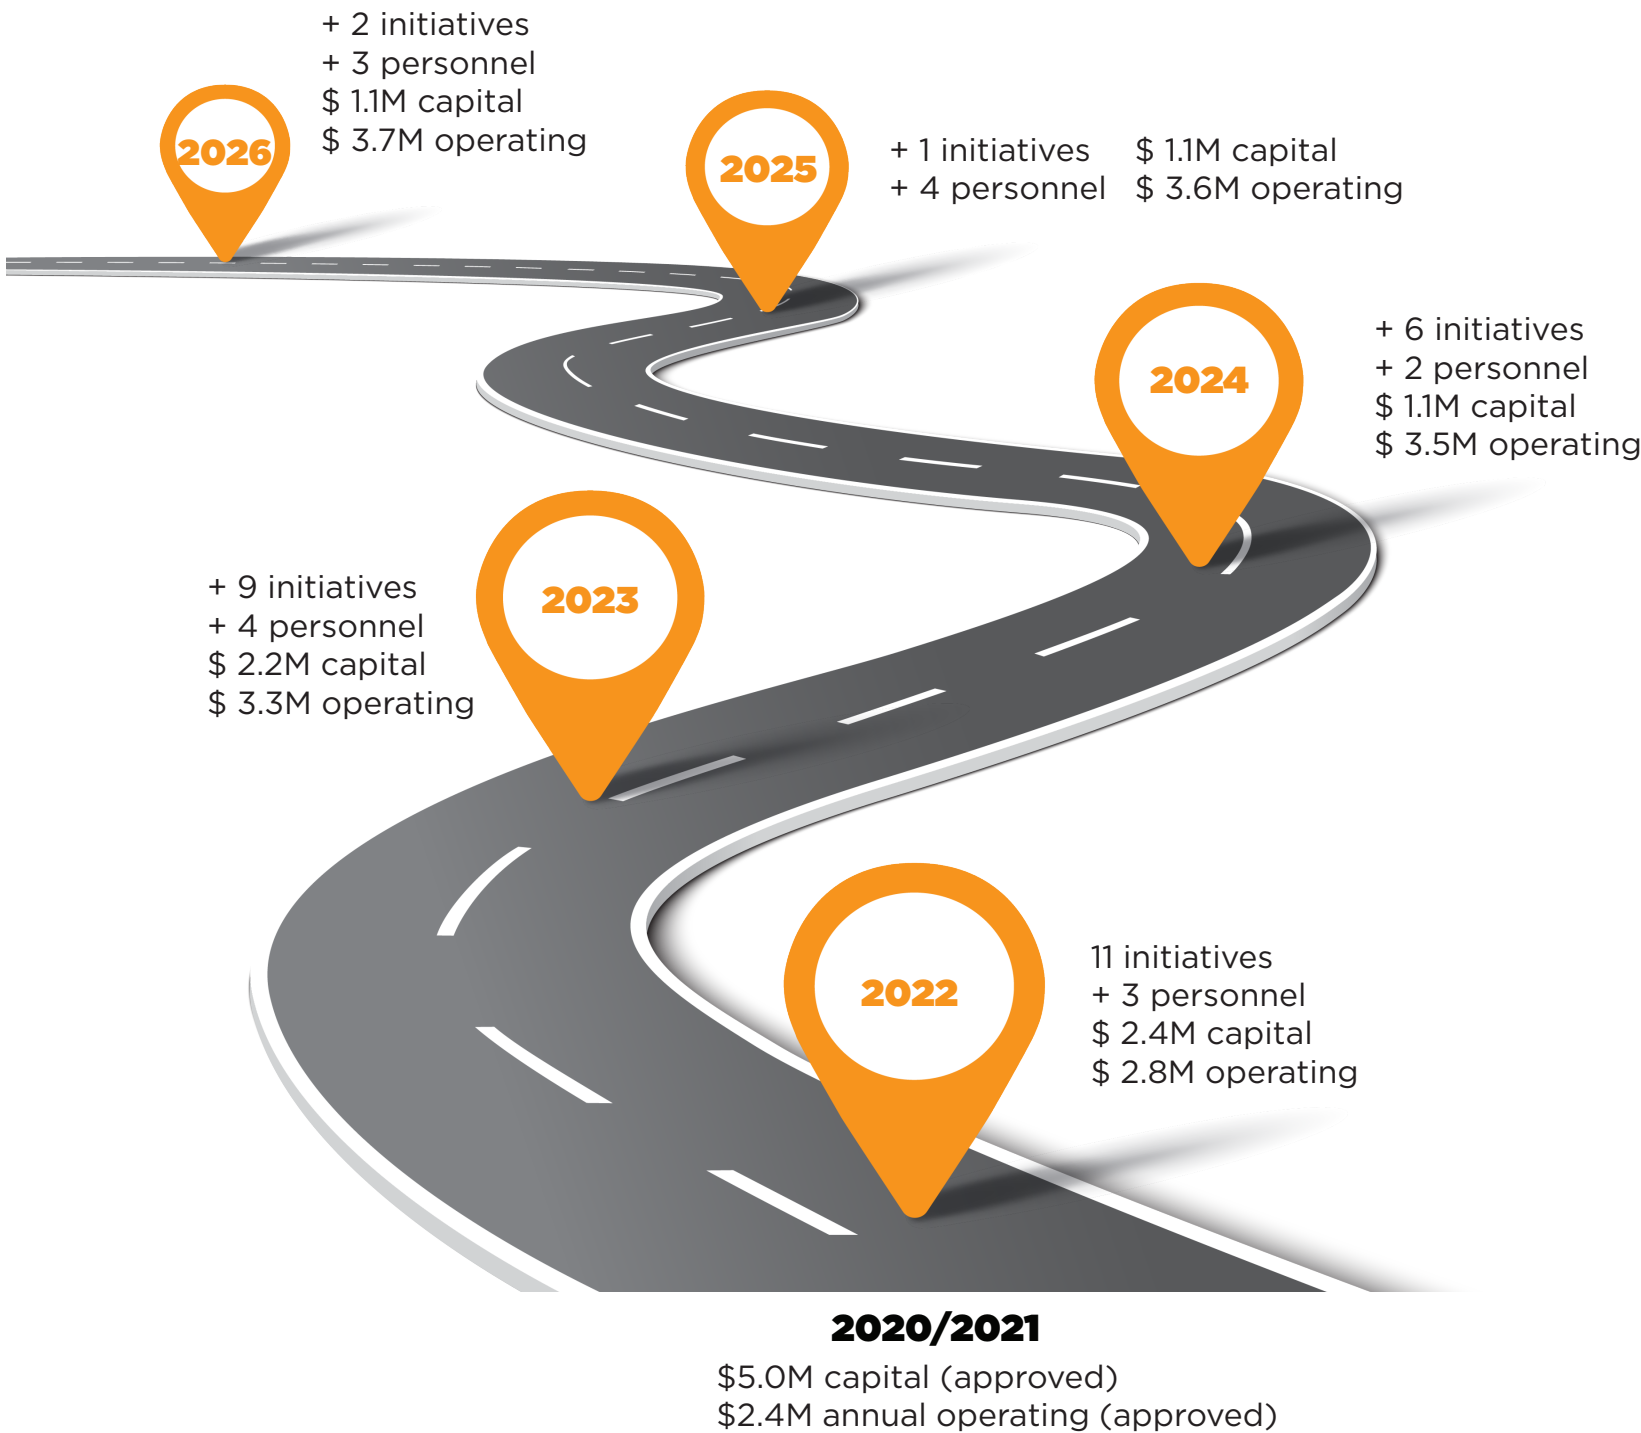 + 2 initiatives
+ 3 personnel
$ 1.1M capital
$ 3.7M operating
2026
2025
+ 1 initiatives $ 1.1M capital
+ 4 personnel $ 3.6M operating
2024
+ 6 initiatives
+ 2 personnel
$ 1.1M capital
$ 3.5M operating
2023
+ 9 initiatives
+ 4 personnel
$ 2.2M capital
$ 3.3M operating
2022
11 initiatives
+ 3 personnel
$ 2.4M capital
$ 2.8M operating
2020/2021
$5.0M capital (approved)
$2.4M annual operating (approved)